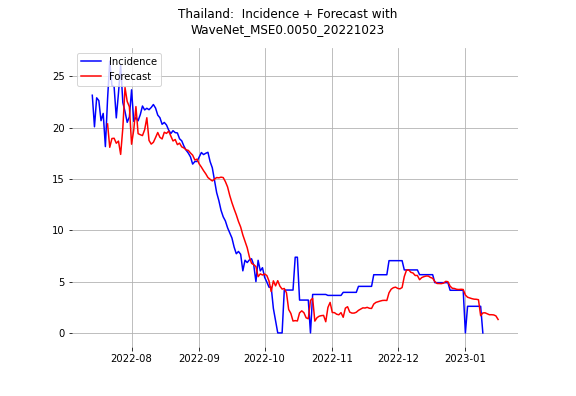 Thailand:  Incidence + Forecast with
WaveNet_MSE0.0050_20221023
Incidence
Forecast
25
20
15
10
5
0
2022-08 2022-09 2022-10 2022-11 2022-12 2023-01